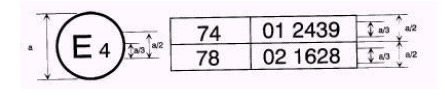 a E 4 a/3 a/2 74 01 2439 a/3 a/2
78 02 1628 a/3 a/2